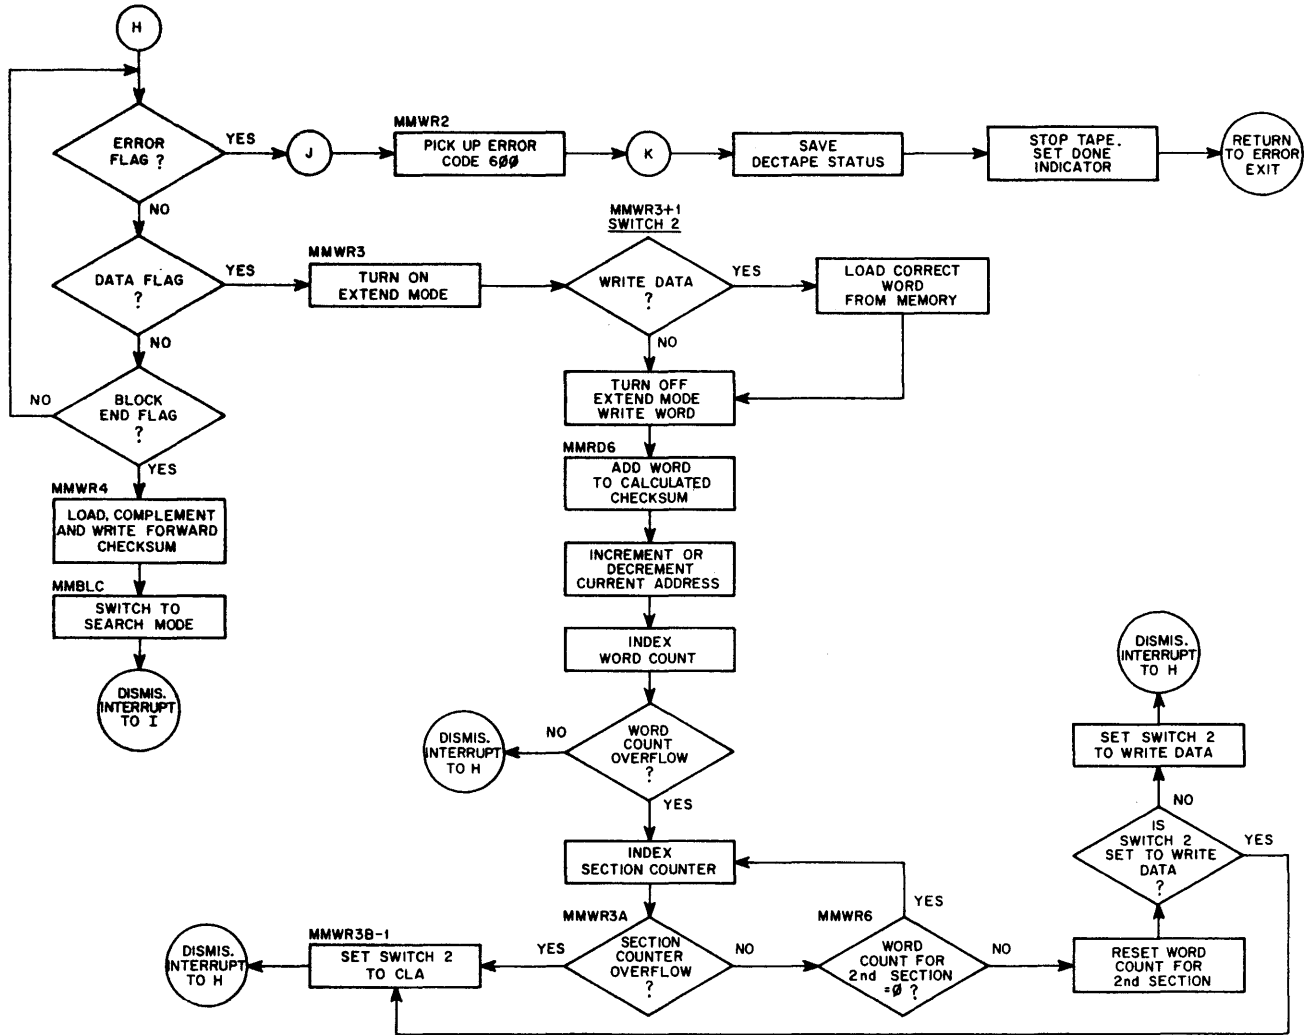 H
ERROR
FLAG ?
YES
J
MMWR2
PICK UP ERROR
CODE 6ØØ
K
SAVE
DECTAPE STATUS
STOP TAPE.
SET DONE
INDICATOR
RETURN
TO ERROR
EXIT
NO
DATA FLAG
?
YES
MMWR3
TURN ON
EXTEND MODE
MMWR3+1
SWITCH 2
WRITE DATA
?
YES
LOAD CORRECT
WORD
FROM MEMORY
NO
NO
BLOCK
END FLAG
?
NO
YES
TURN OFF
EXTEND MODE
WRITE WORD
MMWR4
LOAD, COMPLEMENT
AND WRITE FORWARD
CHECKSUM
MMBLC
SWITCH TO
SEARCH MODE
DISMIS.
INTERRUPT
TO I
MMRD6
ADD WORD
TO CALCULATED
CHECKSUM
INCREMENT OR
DECREMENT
CURRENT ADDRESS
INDEX
WORD COUNT
WORD
COUNT
OVERFLOW
?
NO
DISMIS.
INTERRUPT
TO H
YES
INDEX
SECTION COUNTER
MMWR3A
SECTION
COUNTER
OVERFLOW
?
YES
MMWR3B-1
SET SWITCH 2
TO CLA
DISMIS.
INTERRUPT
TO H
NO
MMWR6
WORD
COUNT FOR
2nd SECTION
=Ø ?
YES
NO
RESET WORD
COUNT FOR
2nd SECTION
IS
SWITCH 2
SET TO WRITE
DATA
?
YES
NO
SET SWITCH 2
TO WRITE DATA
DISMIS.
INTERRUPT
TO H